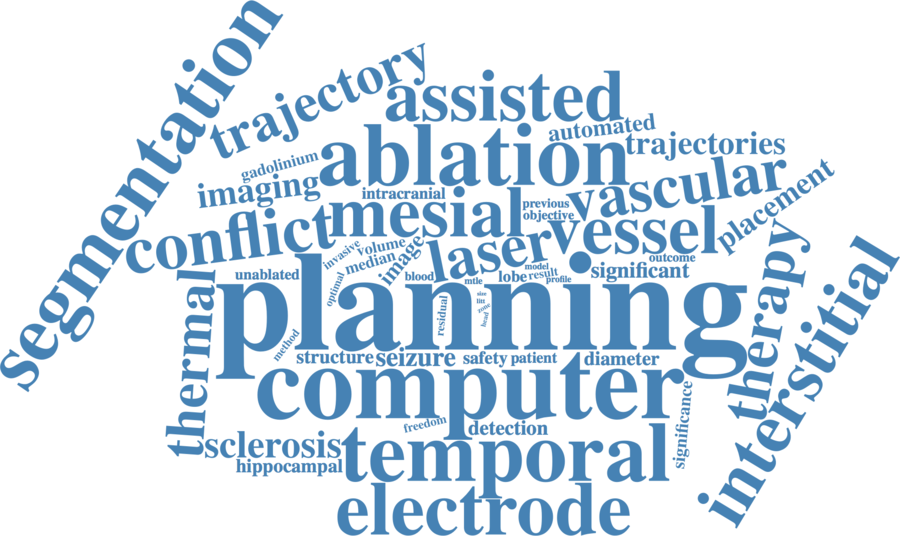 segmentation
trajectory
assisted
automated
trajectories
gadolinium
ablation
imaging
intracranial
vascular
placement
conflict
mesial
previous
objective
vessel
invasive
volume
median
image
laser
outcome
optimal
unablated
blood
mtle
lobe
model
result
profile
significant
thermal
planning
residual
size
litt
zone
head
therapy
interstitial
method
structure
seizure
safety
patient
diameter
computer
significance
freedom
detection
sclerosis
temporal
hippocampal
electrode